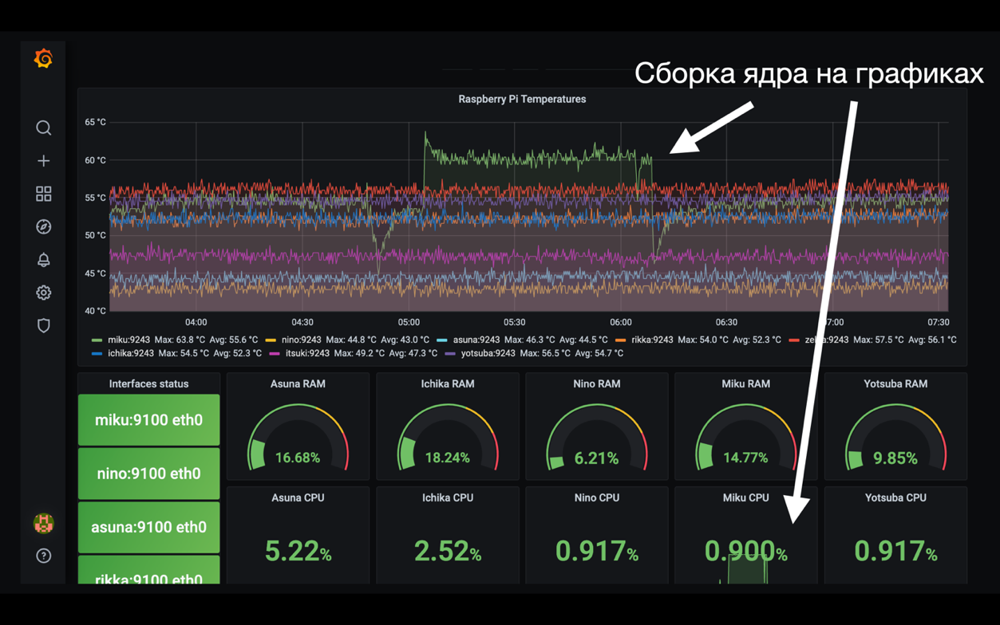 Сборка ядра на графиках
Raspberry Pi Temperatures
65 °C
60 °C
55 °C
50 °C
45 °C
40 °C
04:00 04:30 05:00 05:30 06:00 06:30 07:00 07:30
miku:9243 Max: 63.8 °C Avg: 55.6 °C nino:9243 Max: 44.8 °C Avg: 43.0 °C asuna:9243 Max: 46.3 °C Avg: 44.5 °C rikka:9243 Max: 54.0 °C Avg: 52.3 °C :9243 Max: 57.5 °C Avg: 56.1 °C
ichika:9243 Max: 54.5 °C Avg: 52.3 °C itsuki:9243 Max: 49.2 °C Avg: 47.3 °C yotsuba:9243 Max: 56.5 °C Avg: 54.7 °C
Interfaces status Asuna RAM Ichika RAM Nino RAM Miku RAM Yotsuba RAM
miku:9100 eth0
16.68% 18.24% 6.21% 14.77% 9.85%
nino:9100 eth0
Asuna CPU Ichika CPU Nino CPU Miku CPU Yotsuba CPU
asuna:9100 eth0
5.22% 2.52% 0.917% 0.900% 0.917%
rikka:9100 eth0